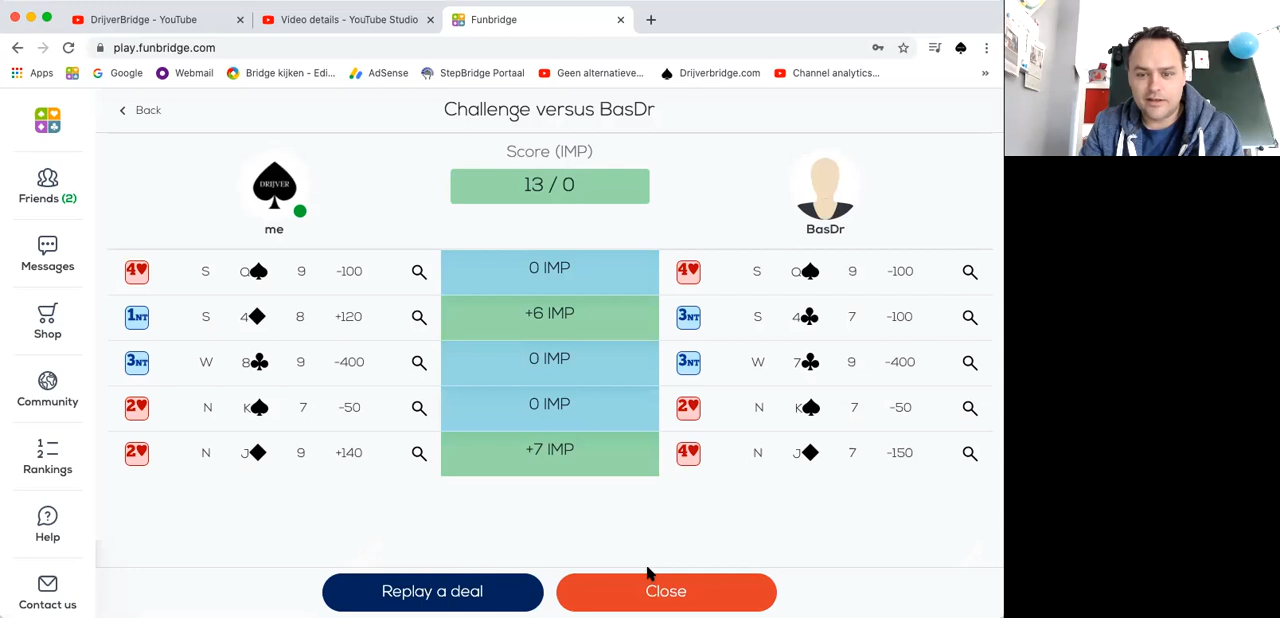 DrijverBridge - YouTube
Video details - YouTube Studio
Funbridge
play.funbridge.com
Apps
Google
Webmail
Bridge kijken - Edi...
AdSense
StepBridge Portaal
Geen alternatieve...
Drijverbridge.com
Channel analytics...
Back
Challenge versus BasDr
Score (IMP)
13 / 0
DRIJVER
me
BasDr
4♥ S Q♠ 9 -100 0 IMP 4♥ S Q♠ 9 -100
1NT S 4♦ 8 +120 +6 IMP 3NT S 4♣ 7 -100
3NT W 8♣ 9 -400 0 IMP 3NT W 7♣ 9 -400
2♥ N K♠ 7 -50 0 IMP 2♥ N K♠ 7 -50
2♥ N J♦ 9 +140 +7 IMP 4♥ N J♦ 7 -150
Friends (2)
Messages
Shop
Community
1
2
Rankings
Help
Contact us
Replay a deal
Close